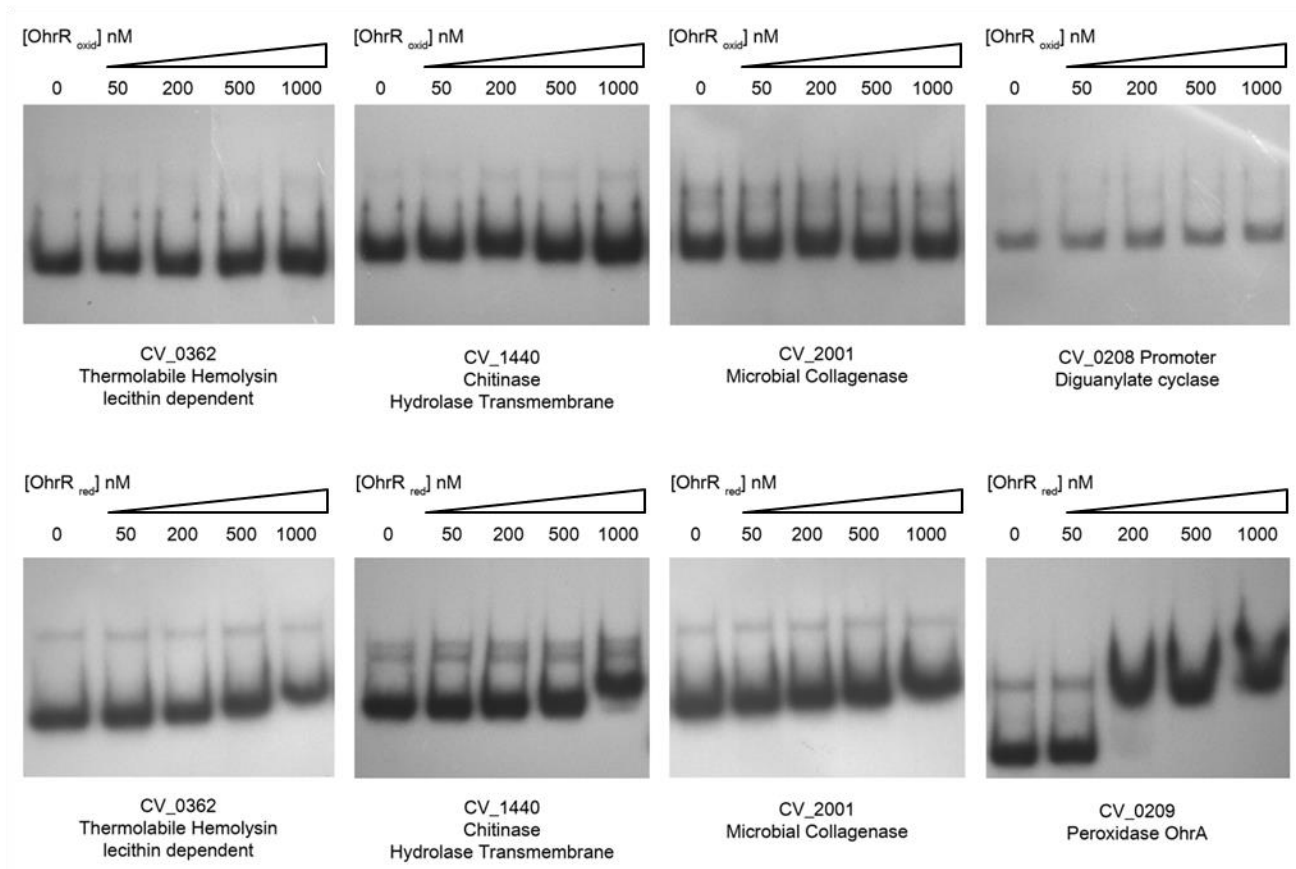 [OhrR oxid] nM
0 50 200 500 1000
CV_0362
Thermolabile Hemolysin
lecithin dependent
[OhrR oxid] nM
0 50 200 500 1000
CV_1440
Chitinase
Hydrolase Transmembrane
[OhrR oxid] nM
0 50 200 500 1000
CV_2001
Microbial Collagenase
[OhrR oxid] nM
0 50 200 500 1000
CV_0208 Promoter
Diguanylate cyclase
[OhrR red] nM
0 50 200 500 1000
CV_0362
Thermolabile Hemolysin
lecithin dependent
[OhrR red] nM
0 50 200 500 1000
CV_1440
Chitinase
Hydrolase Transmembrane
[OhrR red] nM
0 50 200 500 1000
CV_2001
Microbial Collagenase
[OhrR red] nM
0 50 200 500 1000
CV_0209
Peroxidase OhrA